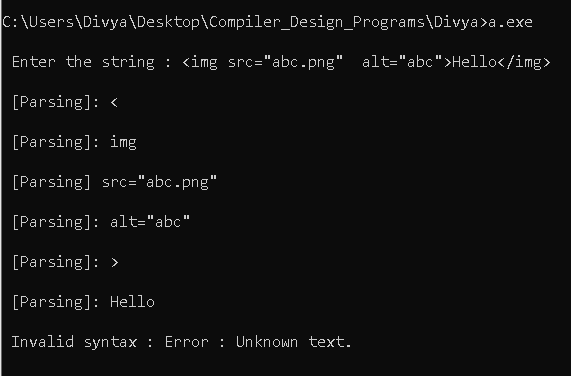 C:\Users\Divya\Desktop\Compiler_Design_Programs\Divya>a.exe
Enter the string : <img src="abc.png"  alt="abc">Hello</img>
[Parsing]: <
[Parsing]: img
[Parsing] src="abc.png"
[Parsing]: alt="abc"
[Parsing]: >
[Parsing]: Hello
Invalid syntax : Error : Unknown text.